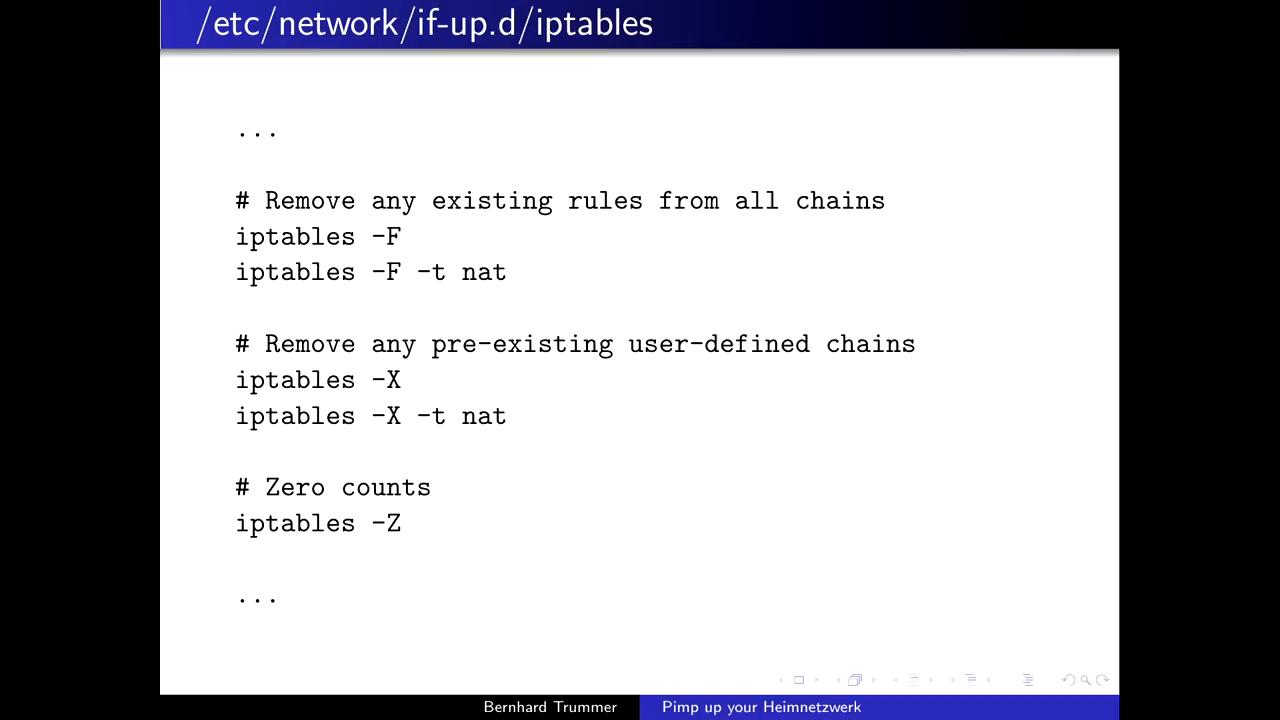 /etc/network/if-up.d/iptables
...
# Remove any existing rules from all chains
iptables -F
iptables -F -t nat
# Remove any pre-existing user-defined chains
iptables -X
iptables -X -t nat
# Zero counts
iptables -Z
...
Bernhard Trummer
Pimp up your Heimnetzwerk